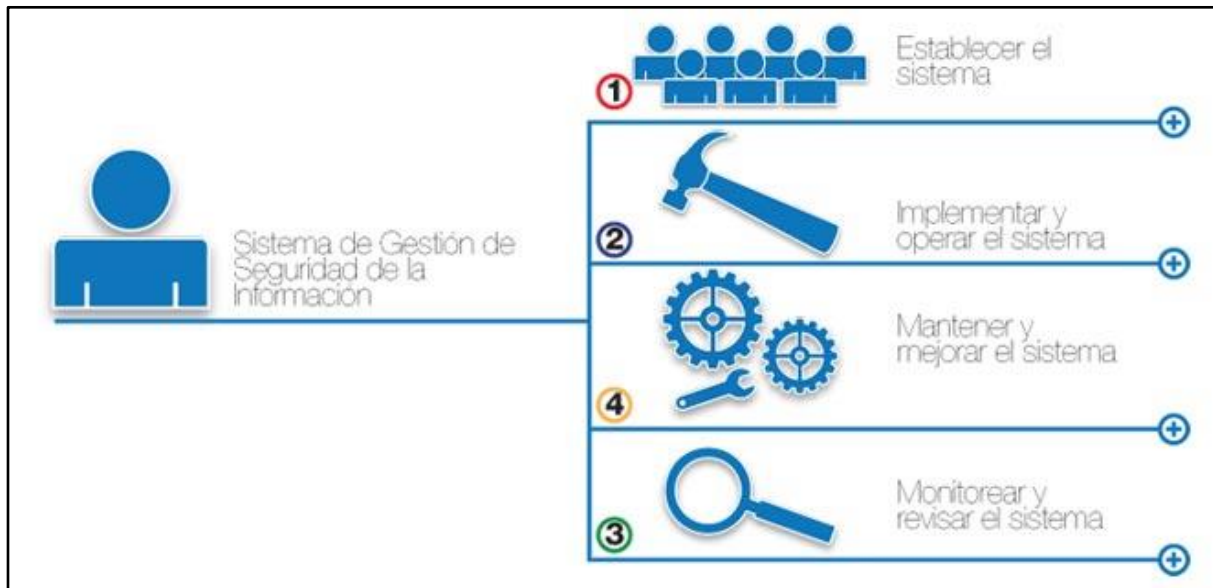 Sistema de Gestión de
Seguridad de la
Información
1
Establecer el
sistema
2
Implementar y
operar el sistema
4
Mantener y
mejorar el sistema
3
Monitorear y
revisar el sistema